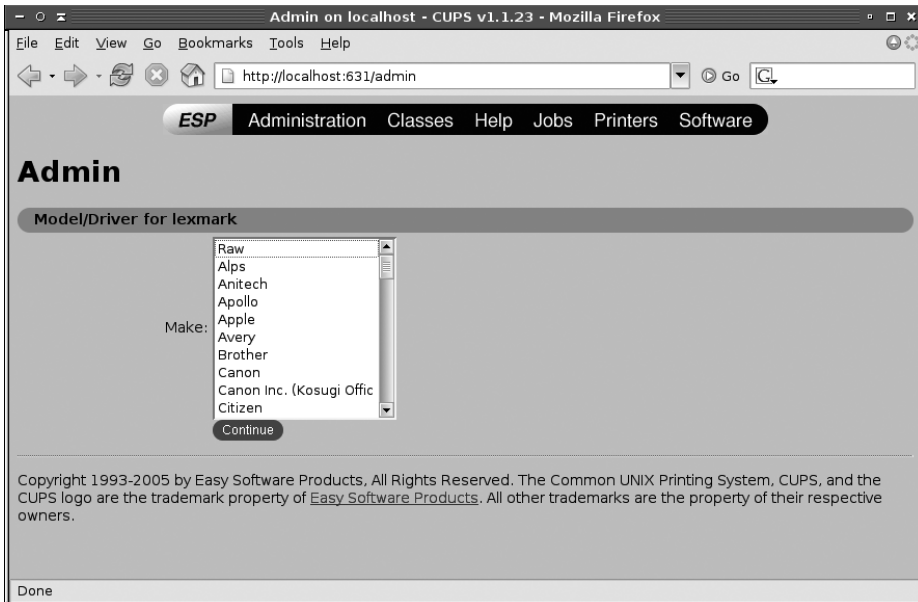 Admin on localhost - CUPS v1.1.23 - Mozilla Firefox
File Edit View Go Bookmarks Tools Help
http://localhost:631/admin Go G
ESP Administration Classes Help Jobs Printers Software
Admin
Model/Driver for lexmark
Make:
Raw
Alps
Anitech
Apollo
Apple
Avery
Brother
Canon
Canon Inc. (Kosugi Offic
Citizen
Continue
Copyright 1993-2005 by Easy Software Products, All Rights Reserved. The Common UNIX Printing System, CUPS, and the
CUPS logo are the trademark property of Easy Software Products. All other trademarks are the property of their respective
owners.
Done